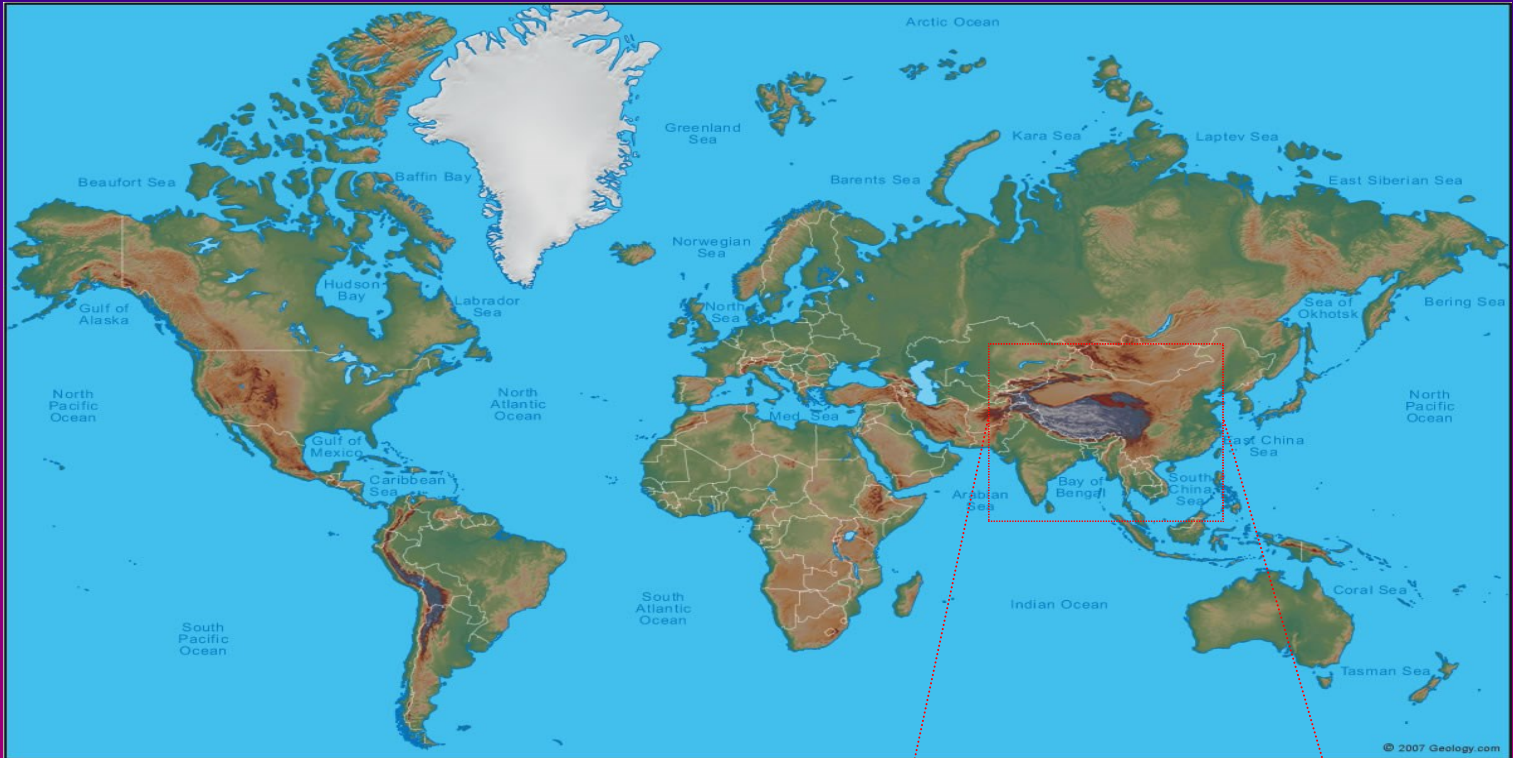 Arctic Ocean
Greenland
Sea
Kara Sea
Laptev Sea
Beaufort Sea
Baffin Bay
Barents Sea
East Siberian Sea
Norwegian
Sea
Hudson
Bay
Labrador
Sea
Gulf of
Alaska
North
Sea
Sea of
Okhotsk
Bering Sea
North
Pacific
Ocean
North
Atlantic
Ocean
Med. Sea
North
Pacific
Ocean
Gulf of
Mexico
East China
Sea
Caribbean
Sea
Arabian
Sea
Bay of
Bengal
South
China
Sea
South
Atlantic
Ocean
Indian Ocean
Coral Sea
South
Pacific
Ocean
Tasman Sea
© 2007 Geology.com